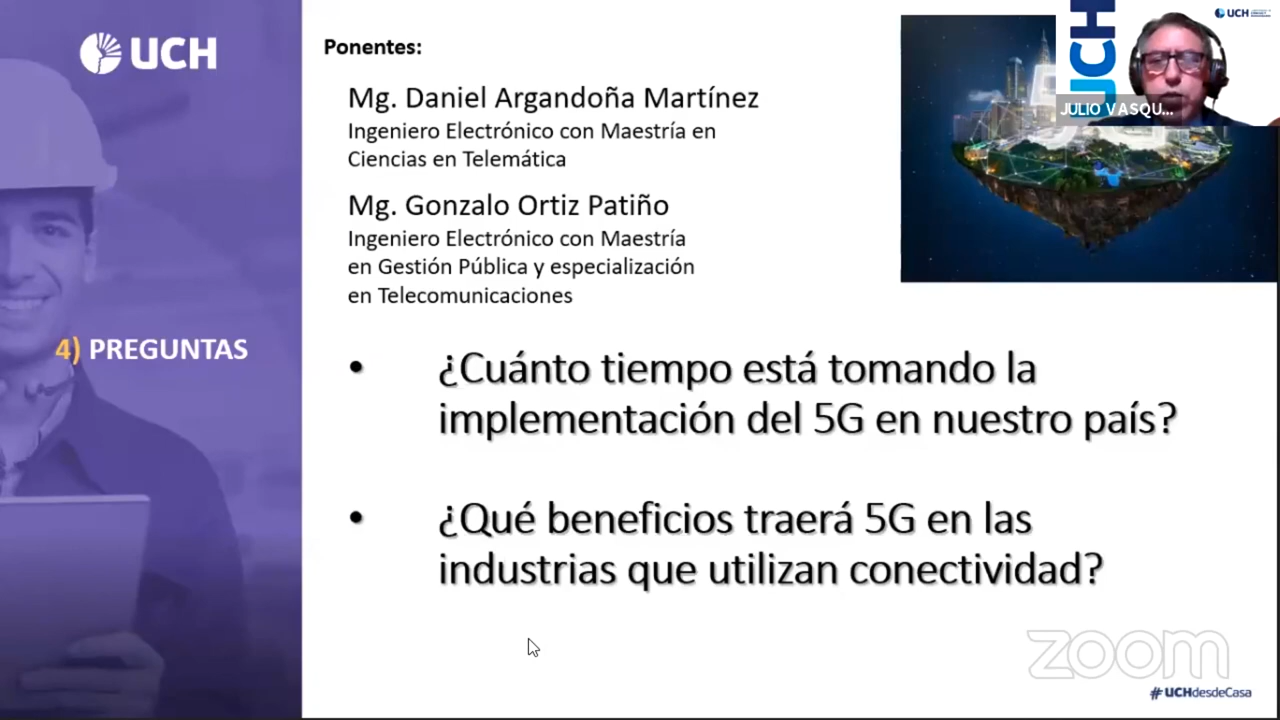 UCH
Ponentes:
Mg. Daniel Argandoña Martínez
Ingeniero Electrónico con Maestría en
Ciencias en Telemática
Mg. Gonzalo Ortiz Patiño
Ingeniero Electrónico con Maestría
en Gestión Pública y especialización
en Telecomunicaciones
UCH
UCH
JULIO VASQU...
4) PREGUNTAS
• ¿Cuánto tiempo está tomando la
implementación del 5G en nuestro país?
• ¿Qué beneficios traerá 5G en las
industrias que utilizan conectividad?
zoom
#UCHdesdeCasa